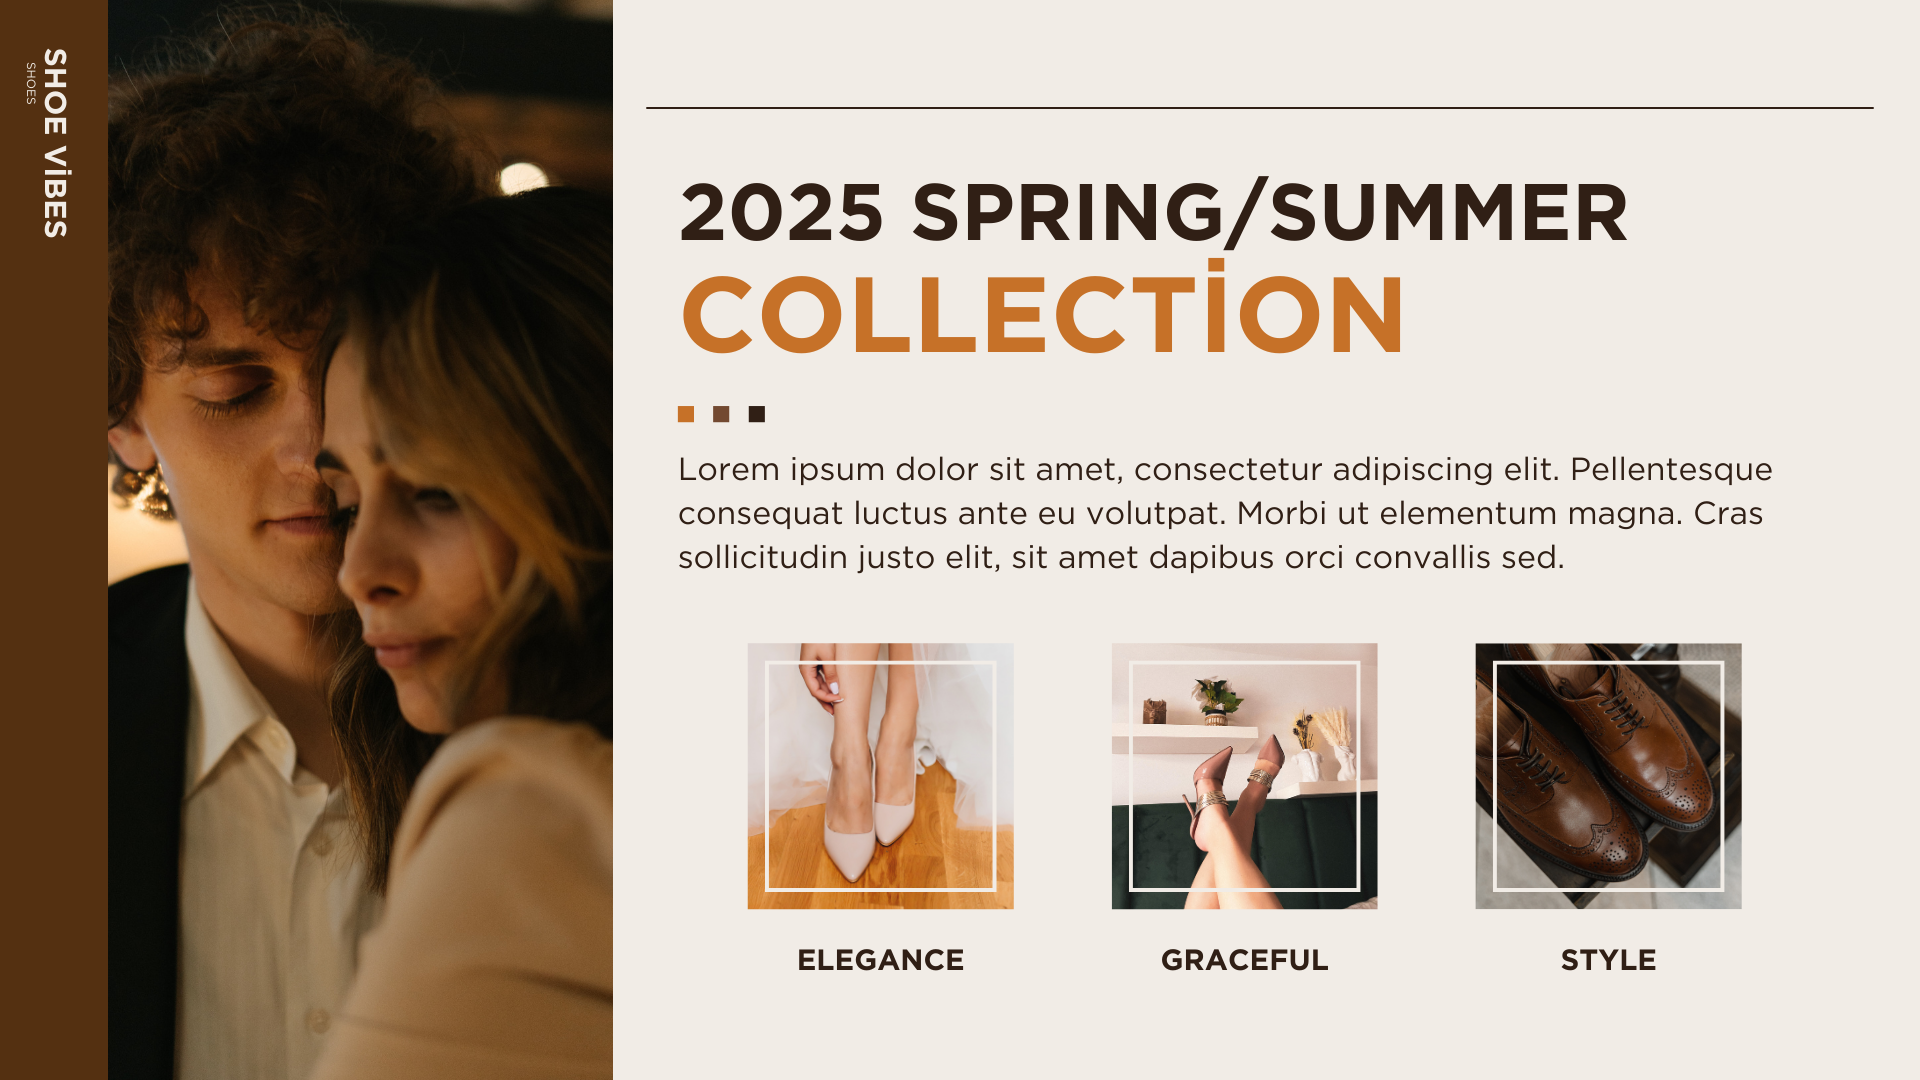 SHOE VİBES
SHOES
2025 SPRING/SUMMER
COLLECTİON
Lorem ipsum dolor sit amet, consectetur adipiscing elit. Pellentesque
consequat luctus ante eu volutpat. Morbi ut elementum magna. Cras
sollicitudin justo elit, sit amet dapibus orci convallis sed.
ELEGANCE
GRACEFUL
STYLE